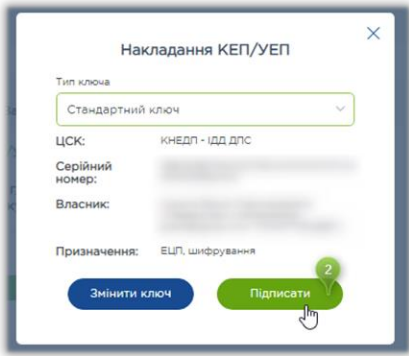 Накладання КЕП/УЕП
Тип ключа
Стандартний ключ
ЦСК: КНЕДП - ІДД ДПС
Серійний
номер:
Власник:
Призначення: ЕЦП, шифрування
2
Змінити ключ Підписати